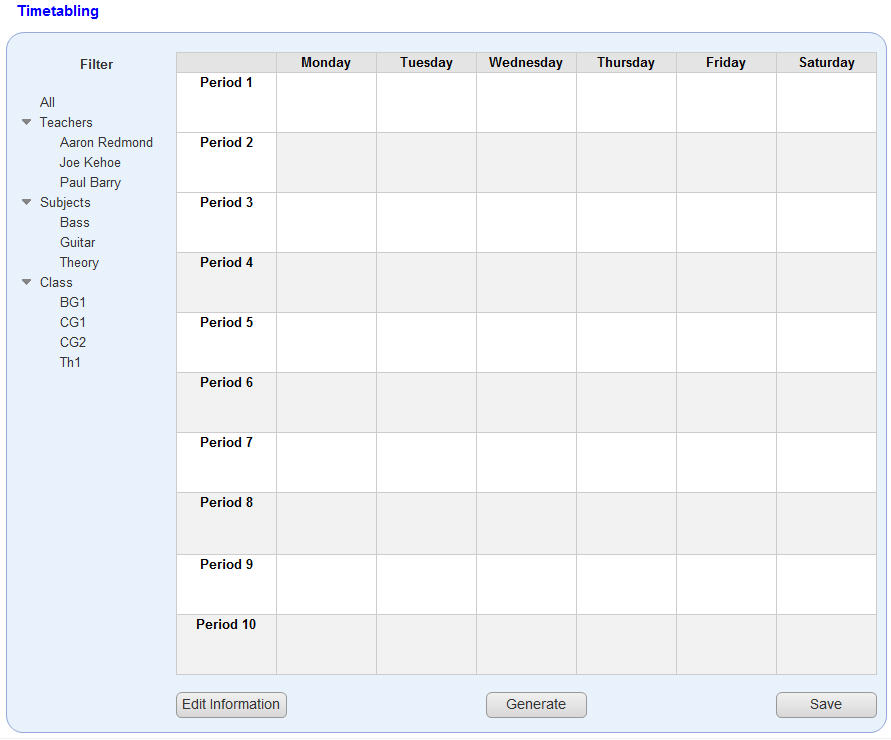 Timetabling
Filter
All
Teachers
Aaron Redmond
Joe Kehoe
Paul Barry
Subjects
Bass
Guitar
Theory
Class
BG1
CG1
CG2
Th1
Monday Tuesday Wednesday Thursday Friday Saturday
Period 1
Period 2
Period 3
Period 4
Period 5
Period 6
Period 7
Period 8
Period 9
Period 10
Edit Information Generate Save